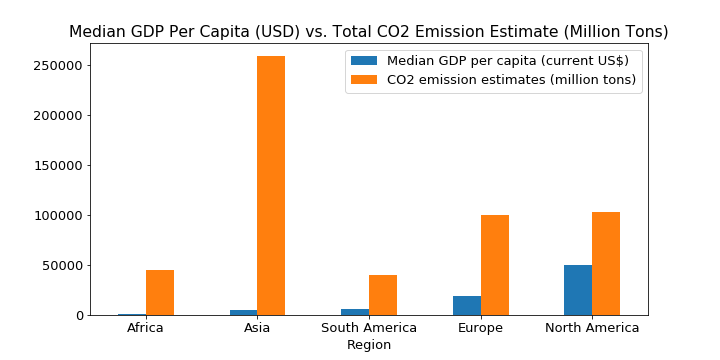 Median GDP Per Capita (USD) vs. Total CO2 Emission Estimate (Million Tons)
Median GDP per capita (current US$)
CO2 emission estimates (million tons)
250000
200000
150000
100000
50000
0
Africa Asia South America Europe North America
Region